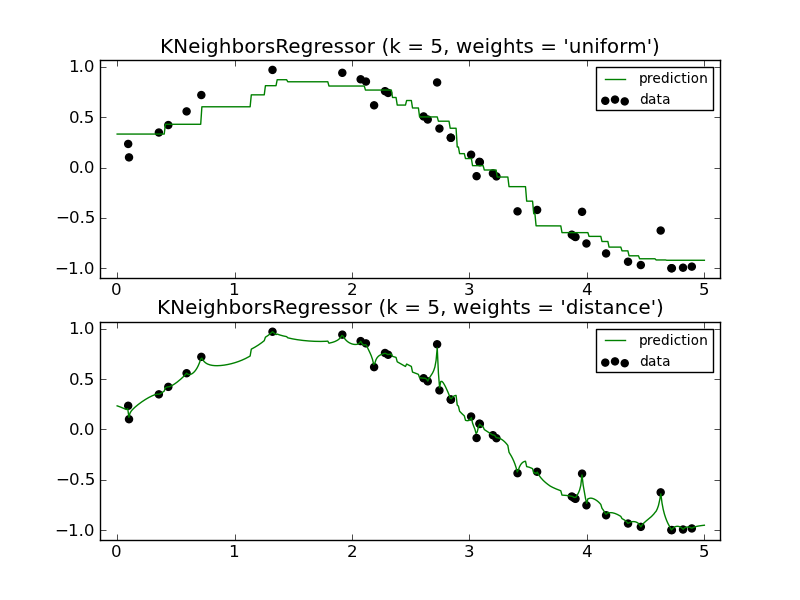 KNeighborsRegressor (k = 5, weights = 'uniform')
1.0
0.5
0.0
−0.5
−1.0
prediction
data
0 1 2 3 4 5
KNeighborsRegressor (k = 5, weights = 'distance')
1.0
0.5
0.0
−0.5
−1.0
prediction
data
0 1 2 3 4 5